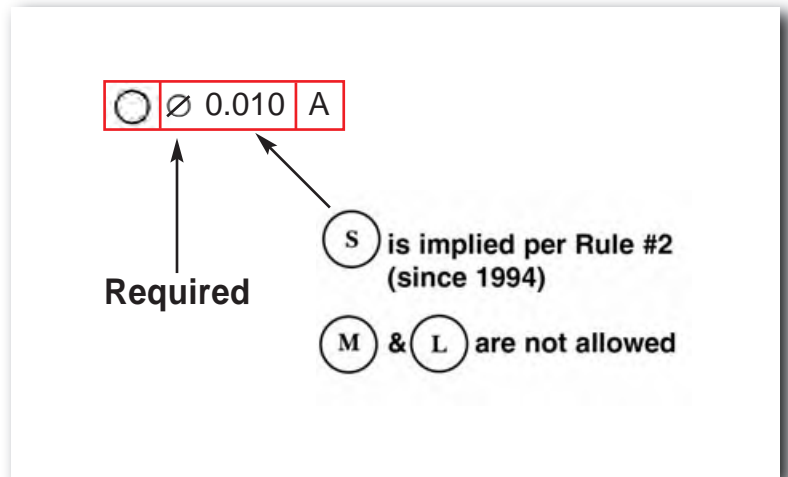 ○ ⌀ 0.010 A
S is implied per Rule #2
(since 1994)
Required
M & L are not allowed